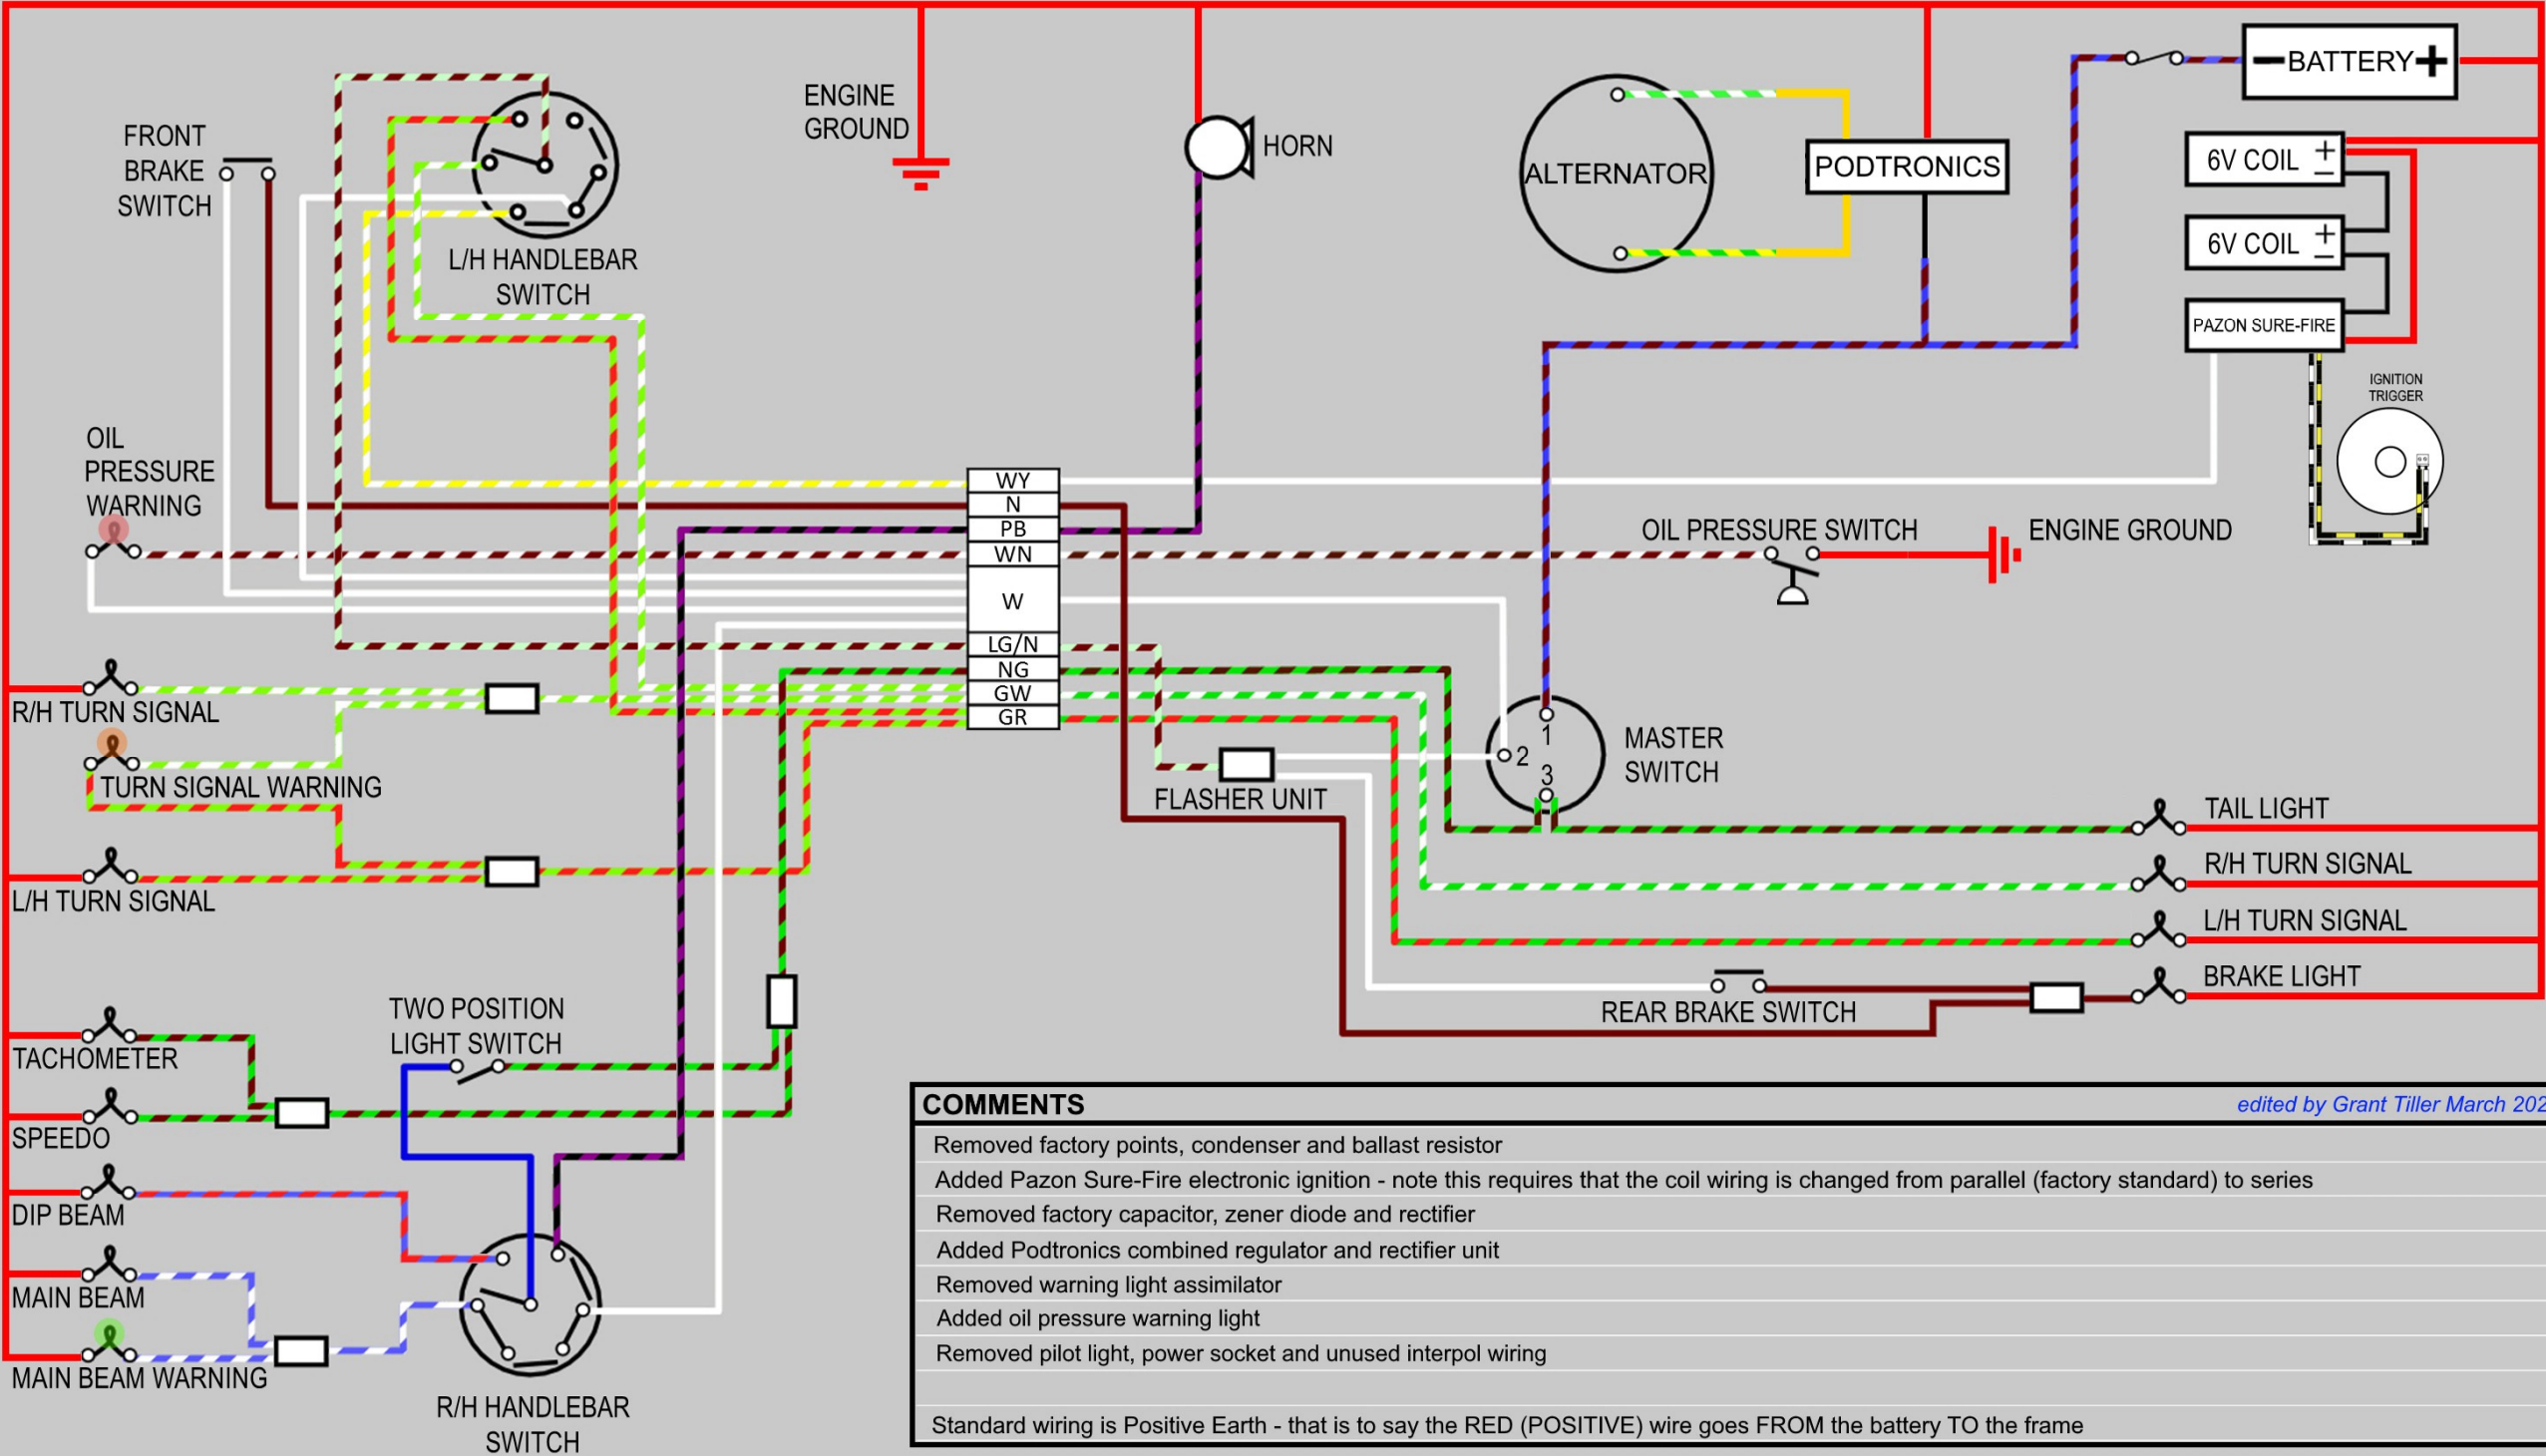 BATTERY
ENGINE
GROUND
FRONT
BRAKE
SWITCH
HORN
ALTERNATOR
PODTRONICS
6V COIL
6V COIL
PAZON SURE-FIRE
L/H HANDLEBAR
SWITCH
IGNITION
TRIGGER
OIL
PRESSURE
WARNING
WY
N
PB
WN
W
LG/N
NG
GW
GR
OIL PRESSURE SWITCH
ENGINE GROUND
R/H TURN SIGNAL
TURN SIGNAL WARNING
L/H TURN SIGNAL
1
2
3
MASTER
SWITCH
FLASHER UNIT
TAIL LIGHT
R/H TURN SIGNAL
L/H TURN SIGNAL
BRAKE LIGHT
REAR BRAKE SWITCH
TWO POSITION
LIGHT SWITCH
TACHOMETER
SPEEDO
DIP BEAM
MAIN BEAM
MAIN BEAM WARNING
R/H HANDLEBAR
SWITCH
COMMENTS
edited by Grant Tiller March 202
Removed factory points, condenser and ballast resistor
Added Pazon Sure-Fire electronic ignition - note this requires that the coil wiring is changed from parallel (factory standard) to series
Removed factory capacitor, zener diode and rectifier
Added Podtronics combined regulator and rectifier unit
Removed warning light assimilator
Added oil pressure warning light
Removed pilot light, power socket and unused interpol wiring
Standard wiring is Positive Earth - that is to say the RED (POSITIVE) wire goes FROM the battery TO the frame